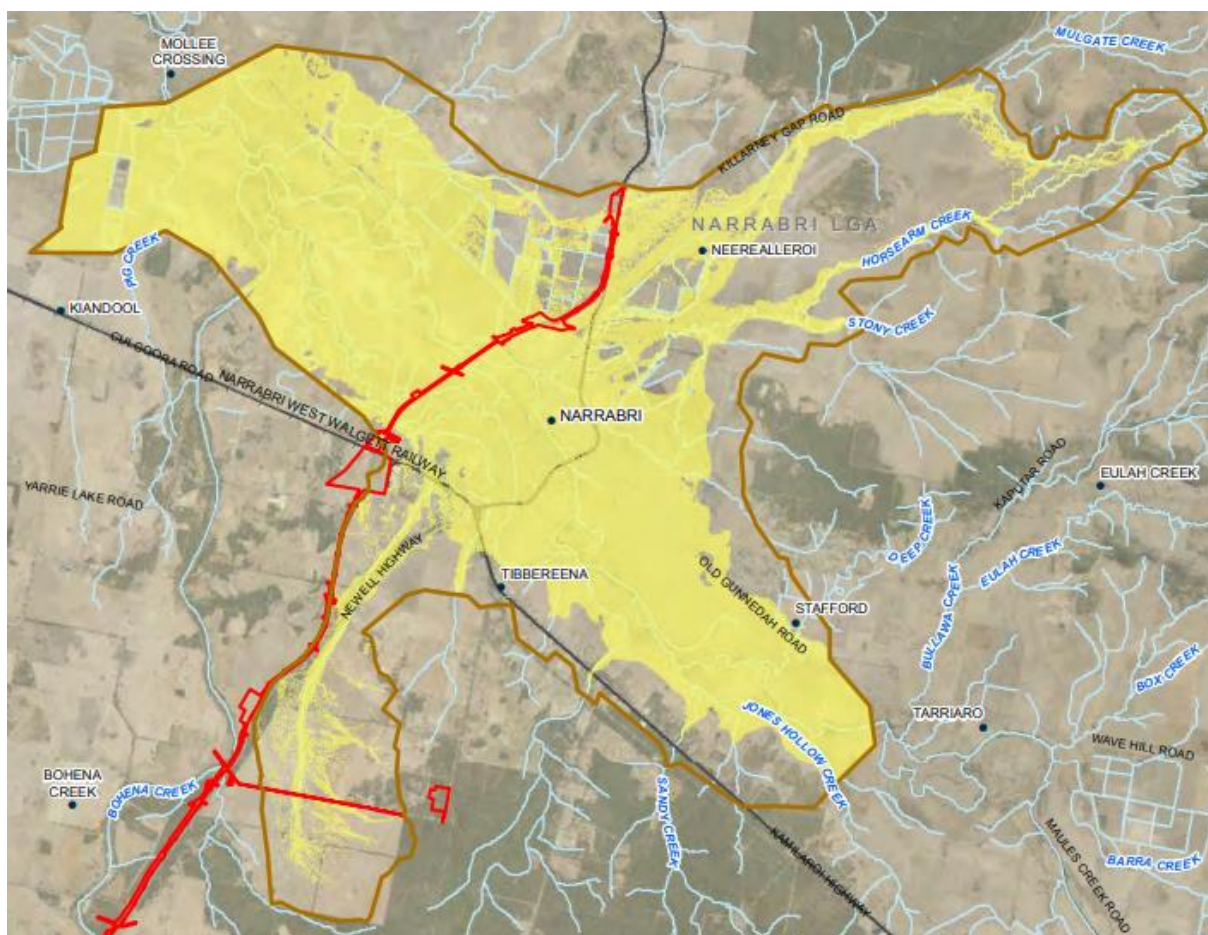 MOLLEE
CROSSING
MULGATE CREEK
KILLARNEY GAP ROAD
NARRABRI LGA
NEEREALLEROI
HORSEARM CREEK
PIG CREEK
KIANDOOL
STONY CREEK
CULGOORA ROAD
NARRABRI WEST WALGETT RAILWAY
NARRABRI
KAPUTAR ROAD
EULAH CREEK
YARRIE LAKE ROAD
DEEP CREEK
EULAH CREEK
NEWELL HIGHWAY
TIBBEREENA
OLD GUNNEDAH ROAD
STAFFORD
BULLAWA CREEK
BOX CREEK
JONES HOLLOW CREEK
TARRIARO
WAVE HILL ROAD
BOHENA
CREEK
BOHENA CREEK
SANDY CREEK
KAMILAROI HIGHWAY
MAULES CREEK ROAD
BARRA CREEK